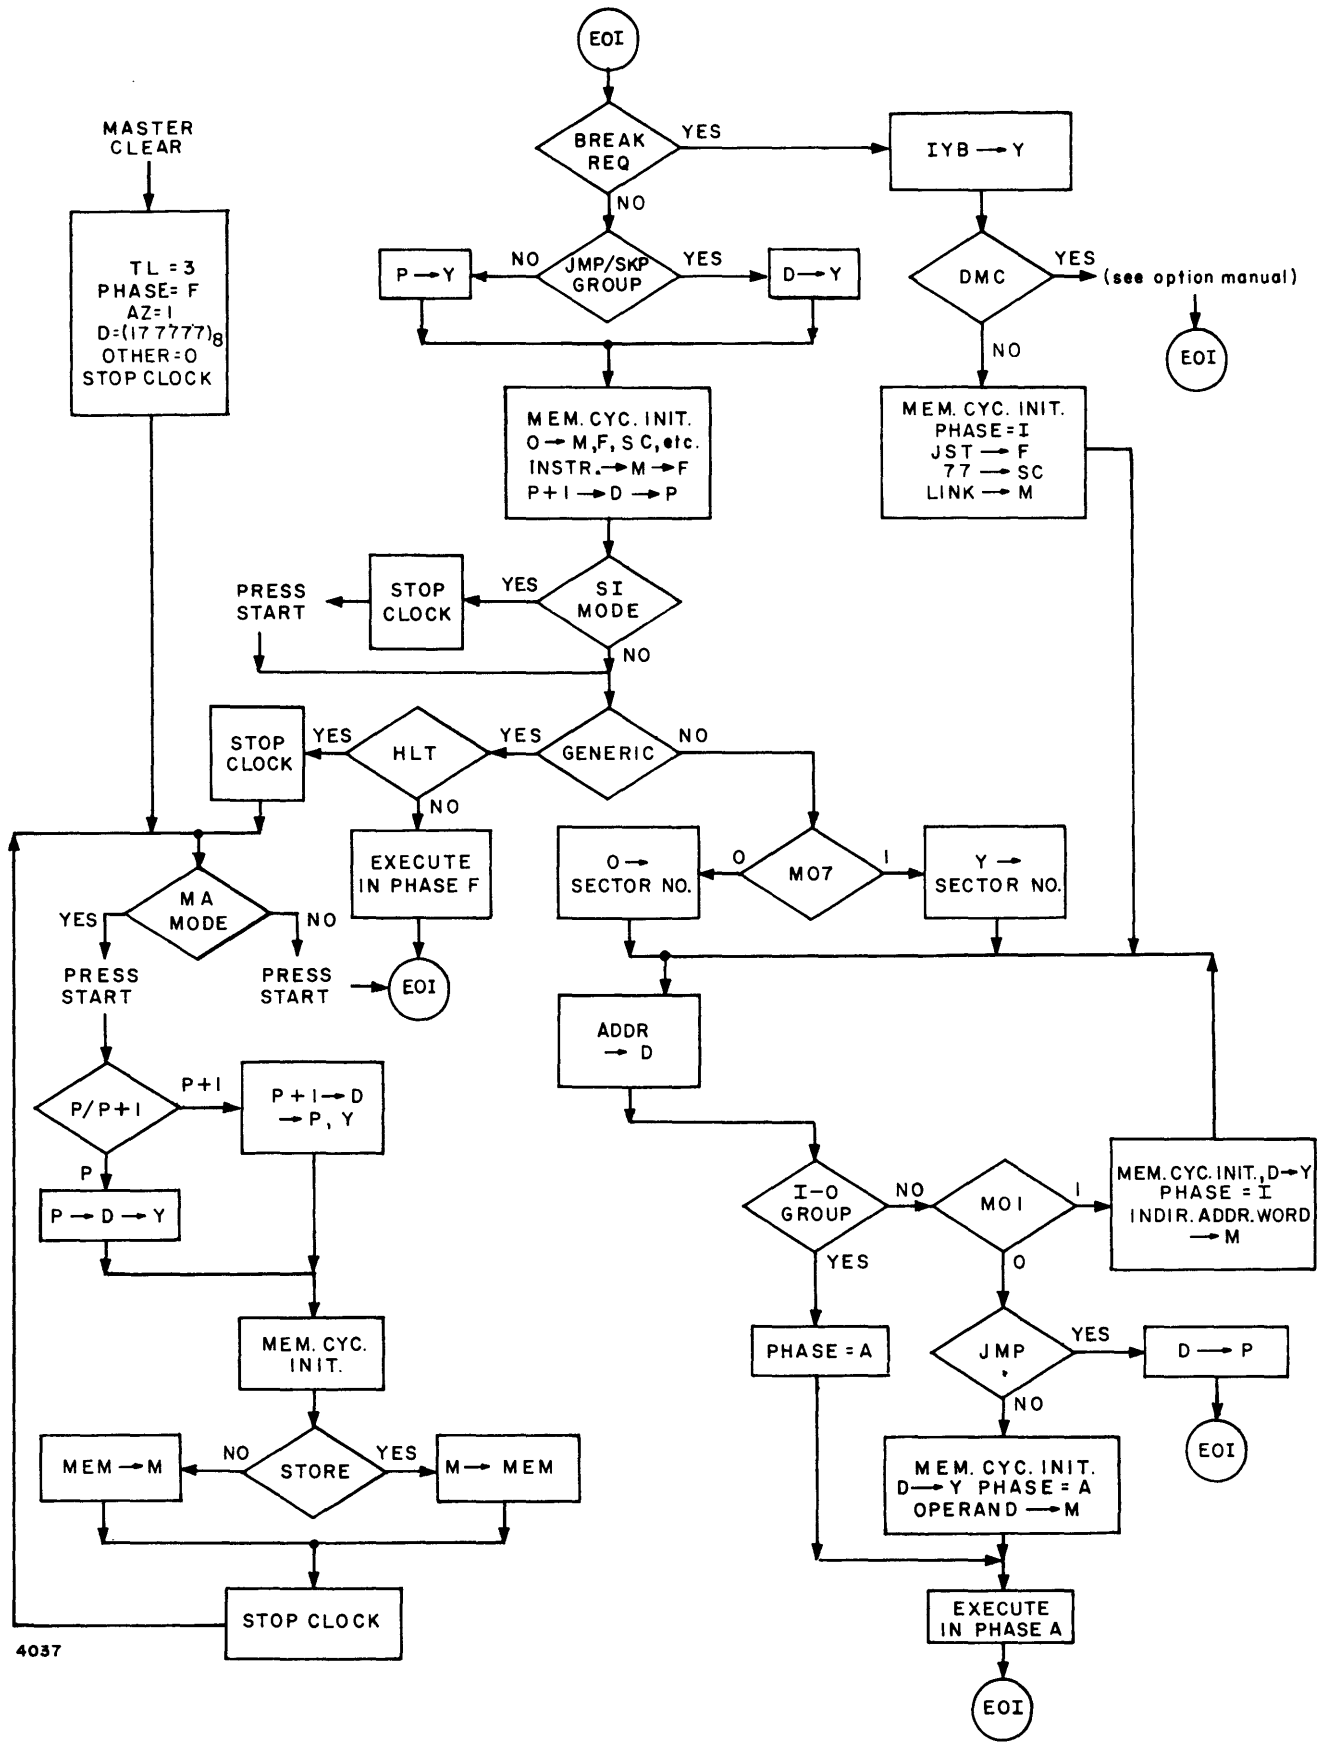 EOI
MASTER
CLEAR
BREAK
REQ
YES
IYB → Y
NO
TL = 3
PHASE = F
AZ = 1
D=(177777)8
OTHER = 0
STOP CLOCK
P → Y
NO
JMP/SKP
GROUP
YES
D → Y
DMC
YES
(see option manual)
EOI
NO
MEM. CYC. INIT.
O → M, F, SC, etc.
INSTR. → M → F
P+1 → D → P
MEM. CYC. INIT.
PHASE = I
JST → F
77 → SC
LINK → M
PRESS
START
STOP
CLOCK
YES
SI
MODE
NO
STOP
CLOCK
YES
HLT
YES
GENERIC
NO
NO
EXECUTE
IN PHASE F
O →
SECTOR NO.
O
MO7
1
Y →
SECTOR NO.
MA
MODE
YES
NO
PRESS
START
PRESS
START
EOI
ADDR
→ D
P/P+1
P+1
P+1 → D
→ P, Y
P
P → D → Y
I-O
GROUP
NO
MO1
1
MEM. CYC. INIT., D → Y
PHASE = I
INDIR. ADDR. WORD
→ M
YES
O
MEM. CYC.
INIT.
PHASE = A
JMP
YES
D → P
NO
EOI
MEM → M
NO
STORE
YES
M → MEM
MEM. CYC. INIT.
D → Y PHASE = A
OPERAND → M
STOP CLOCK
EXECUTE
IN PHASE A
4037
EOI